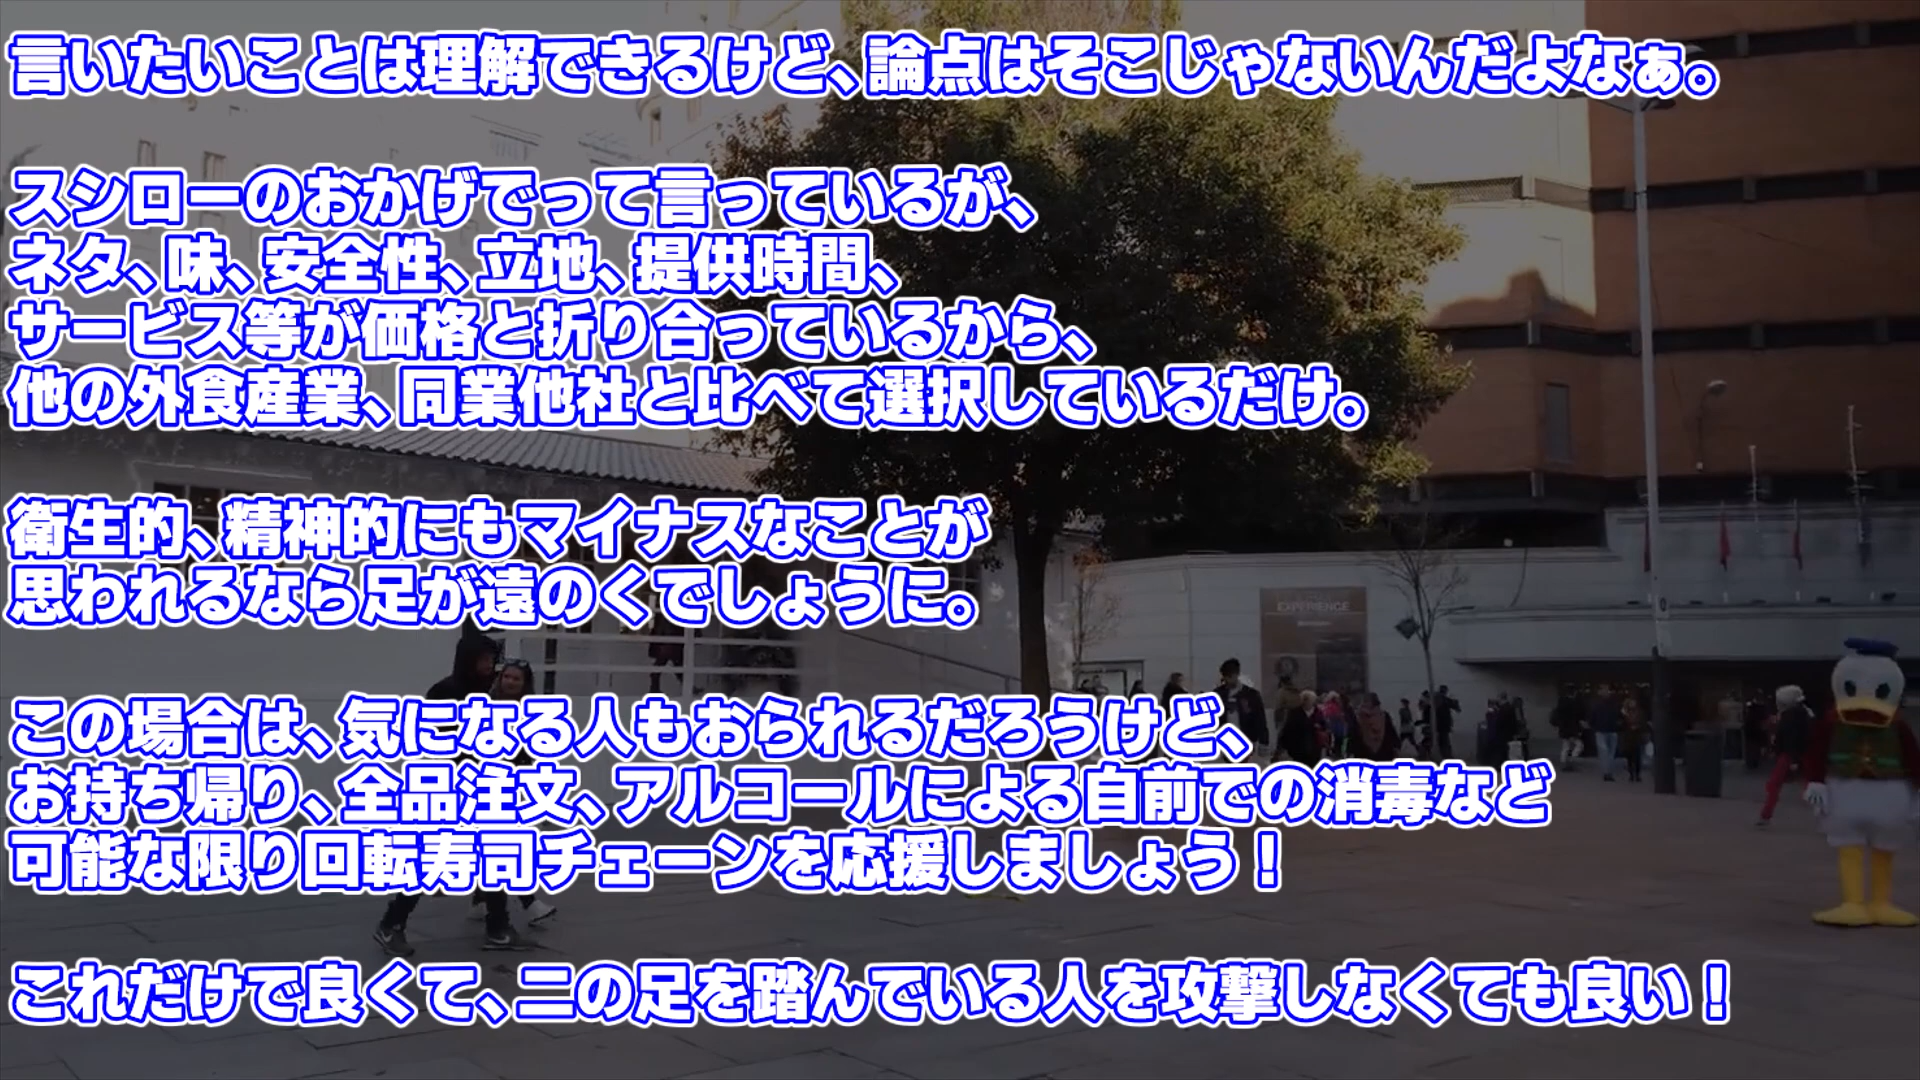 言いたいことは理解できるけど、論点はそこじゃないんだよなぁ。
スシローのおかげでって言っているが、
ネタ、味、安全性、立地、提供時間、
サービス等が価格と折り合っているから、
他の外食産業、同業他社と比べて選択しているだけ。
衛生的、精神的にもマイナスなことが
思われるなら足が遠のくでしょうに。
この場合は、気になる人もおられるだろうけど、
お持ち帰り、全品注文、アルコールによる自前での消毒など
可能な限り回転寿司チェーンを応援しましょう！
これだけで良くて、二の足を踏んでいる人を攻撃しなくても良い！
EXPERIENCE